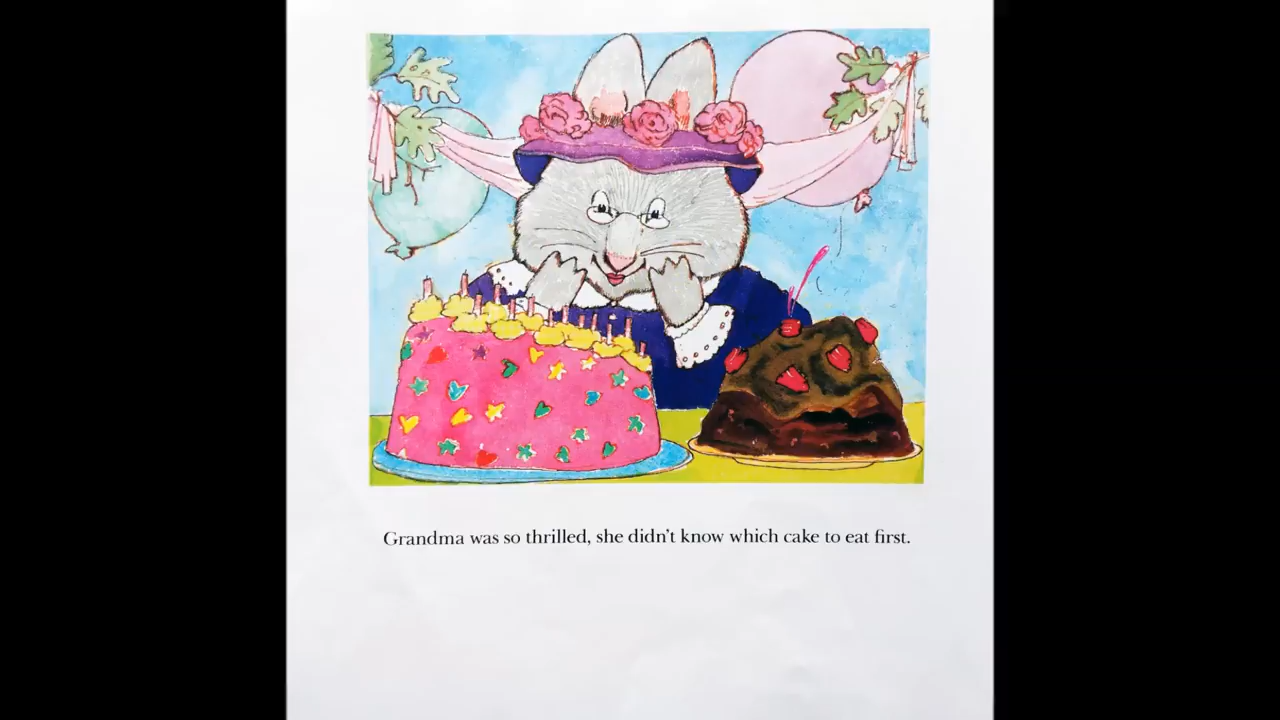 Grandma was so thrilled, she didn't know which cake to eat first.